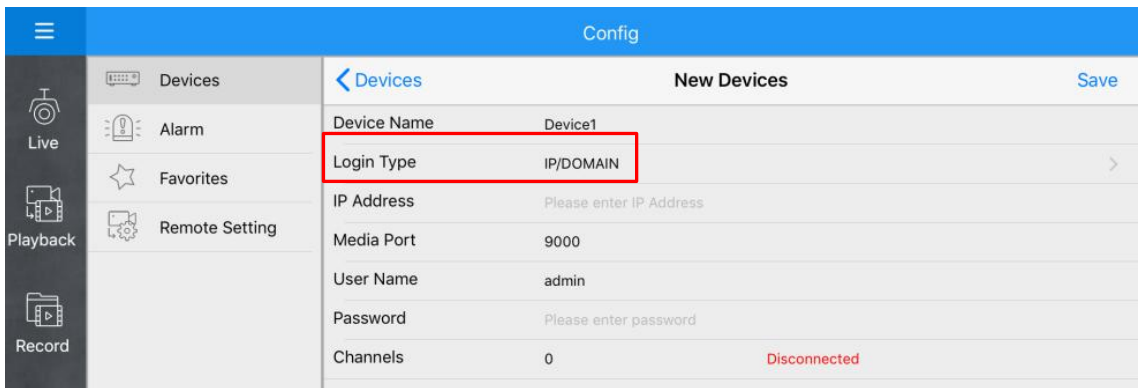 Config
Live
Playback
Record
Devices
Alarm
Favorites
Remote Setting
Devices New Devices Save
Device Name Device1
Login Type IP/DOMAIN
IP Address Please enter IP Address
Media Port 9000
User Name admin
Password Please enter password
Channels 0 Disconnected